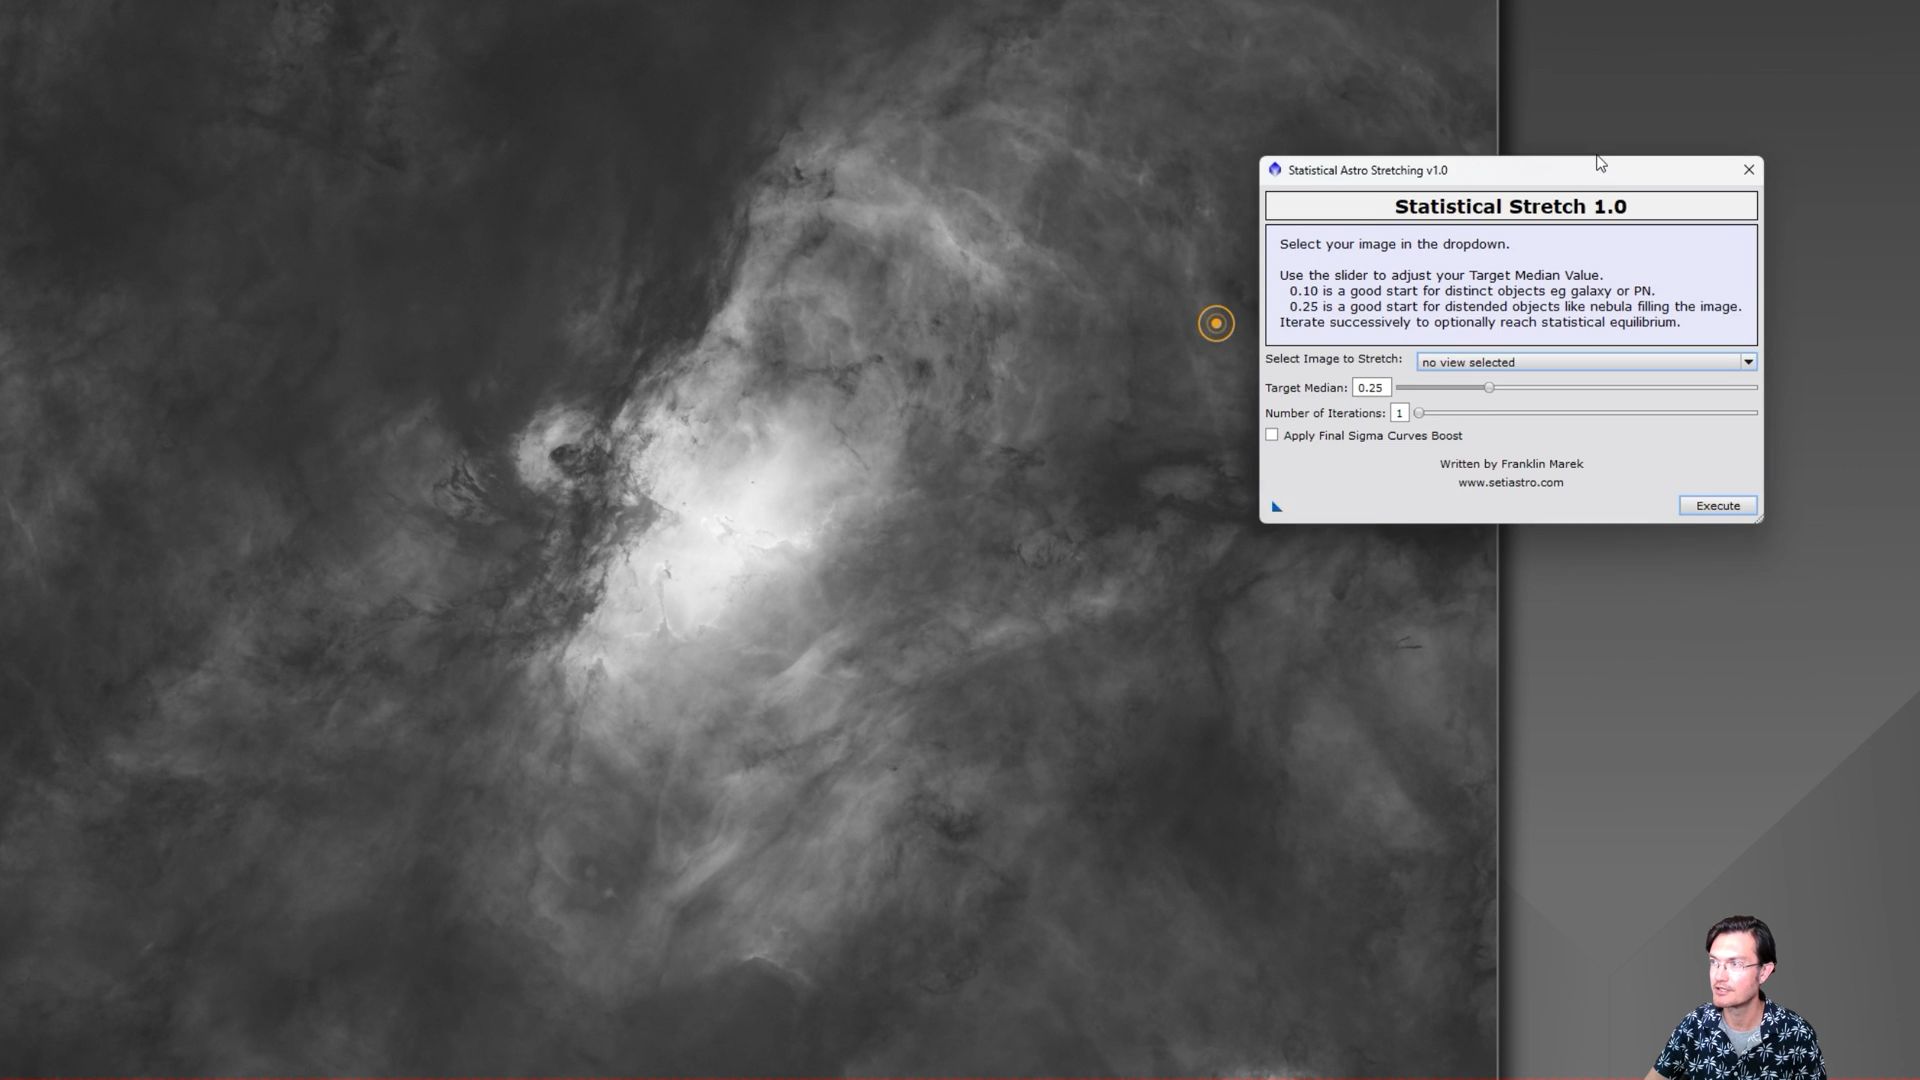 Statistical Astro Stretching v1.0
Statistical Stretch 1.0
Select your image in the dropdown.
Use the slider to adjust your Target Median Value.
0.10 is a good start for distinct objects eg galaxy or PN.
0.25 is a good start for distended objects like nebula filling the image.
Iterate successively to optionally reach statistical equilibrium.
Select Image to Stretch: no view selected
Target Median: 0.25
Number of Iterations: 1
Apply Final Sigma Curves Boost
Written by Franklin Marek
www.setiastro.com
Execute